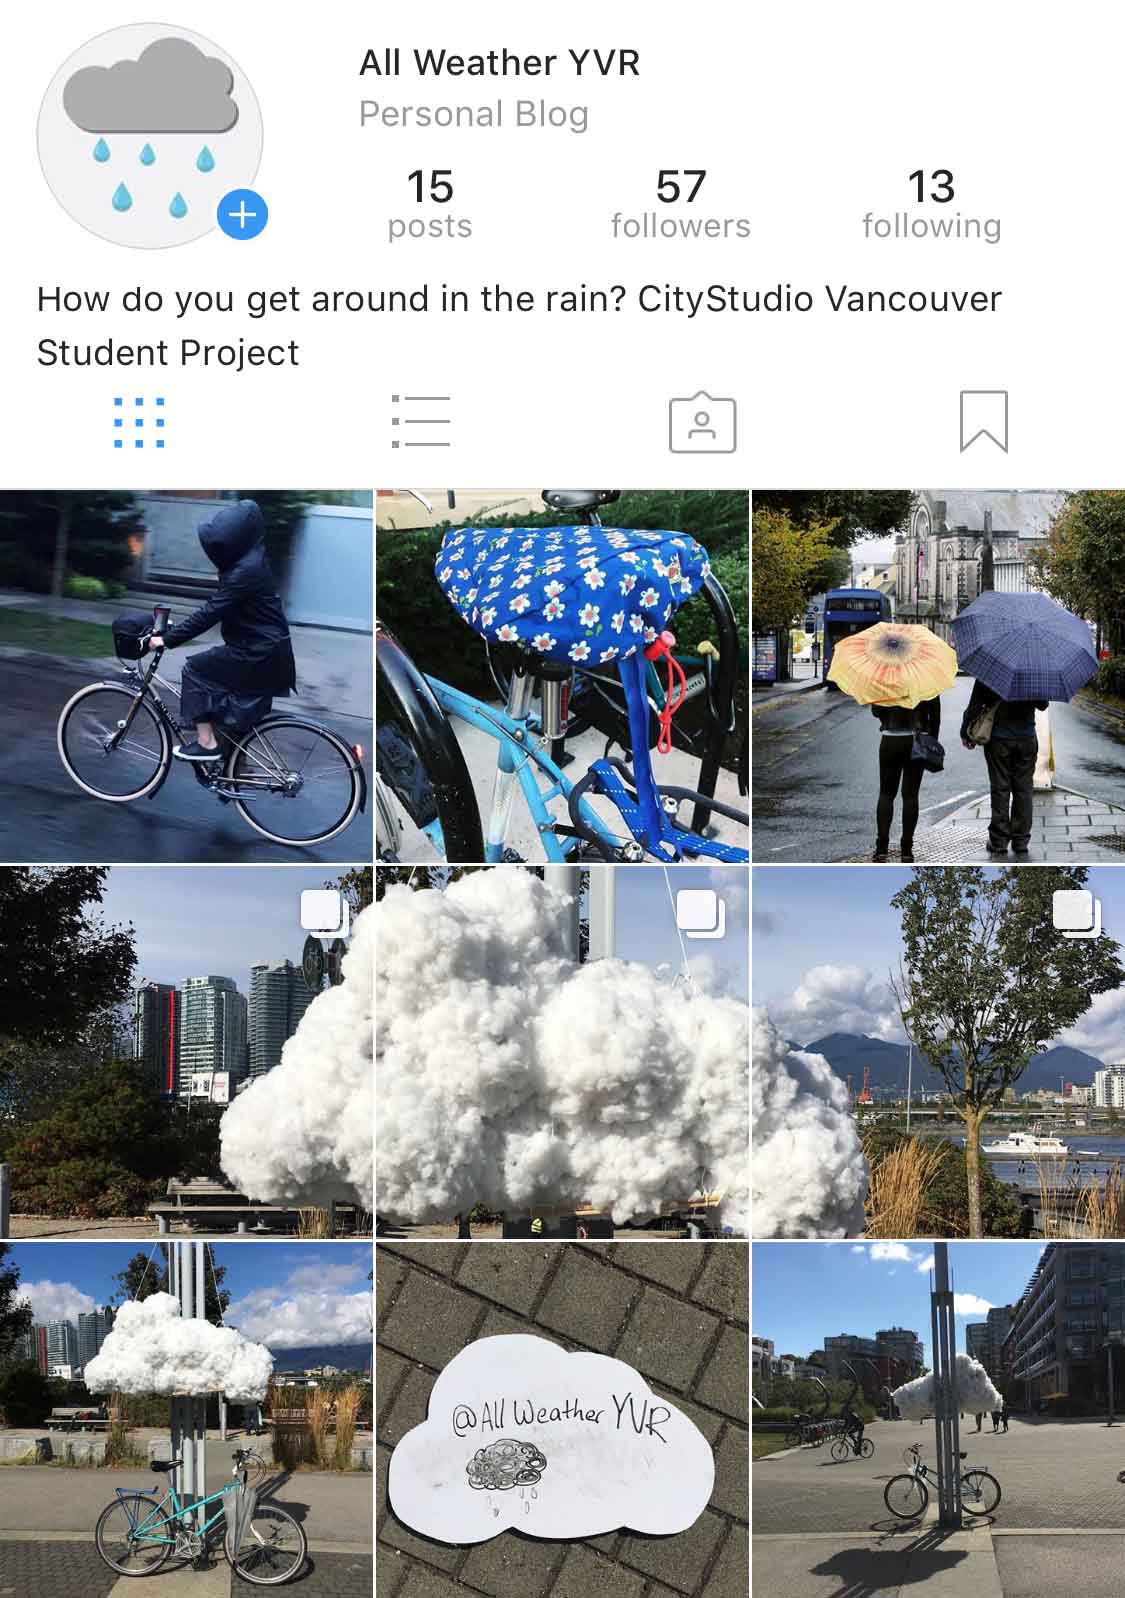 All Weather YVR
Personal Blog
15 57 13
posts followers following
How do you get around in the rain? CityStudio Vancouver
Student Project
@All Weather YVR